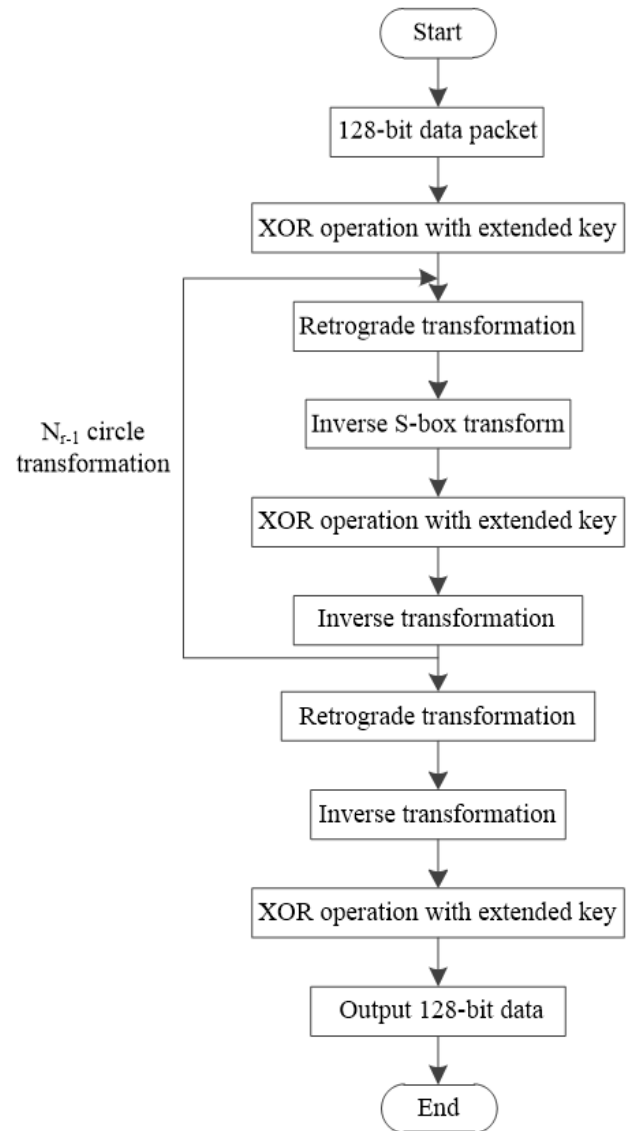 Start
128-bit data packet
XOR operation with extended key
Retrograde transformation
Inverse S-box transform
N_{r-1} circle
transformation
XOR operation with extended key
Inverse transformation
Retrograde transformation
Inverse transformation
XOR operation with extended key
Output 128-bit data
End